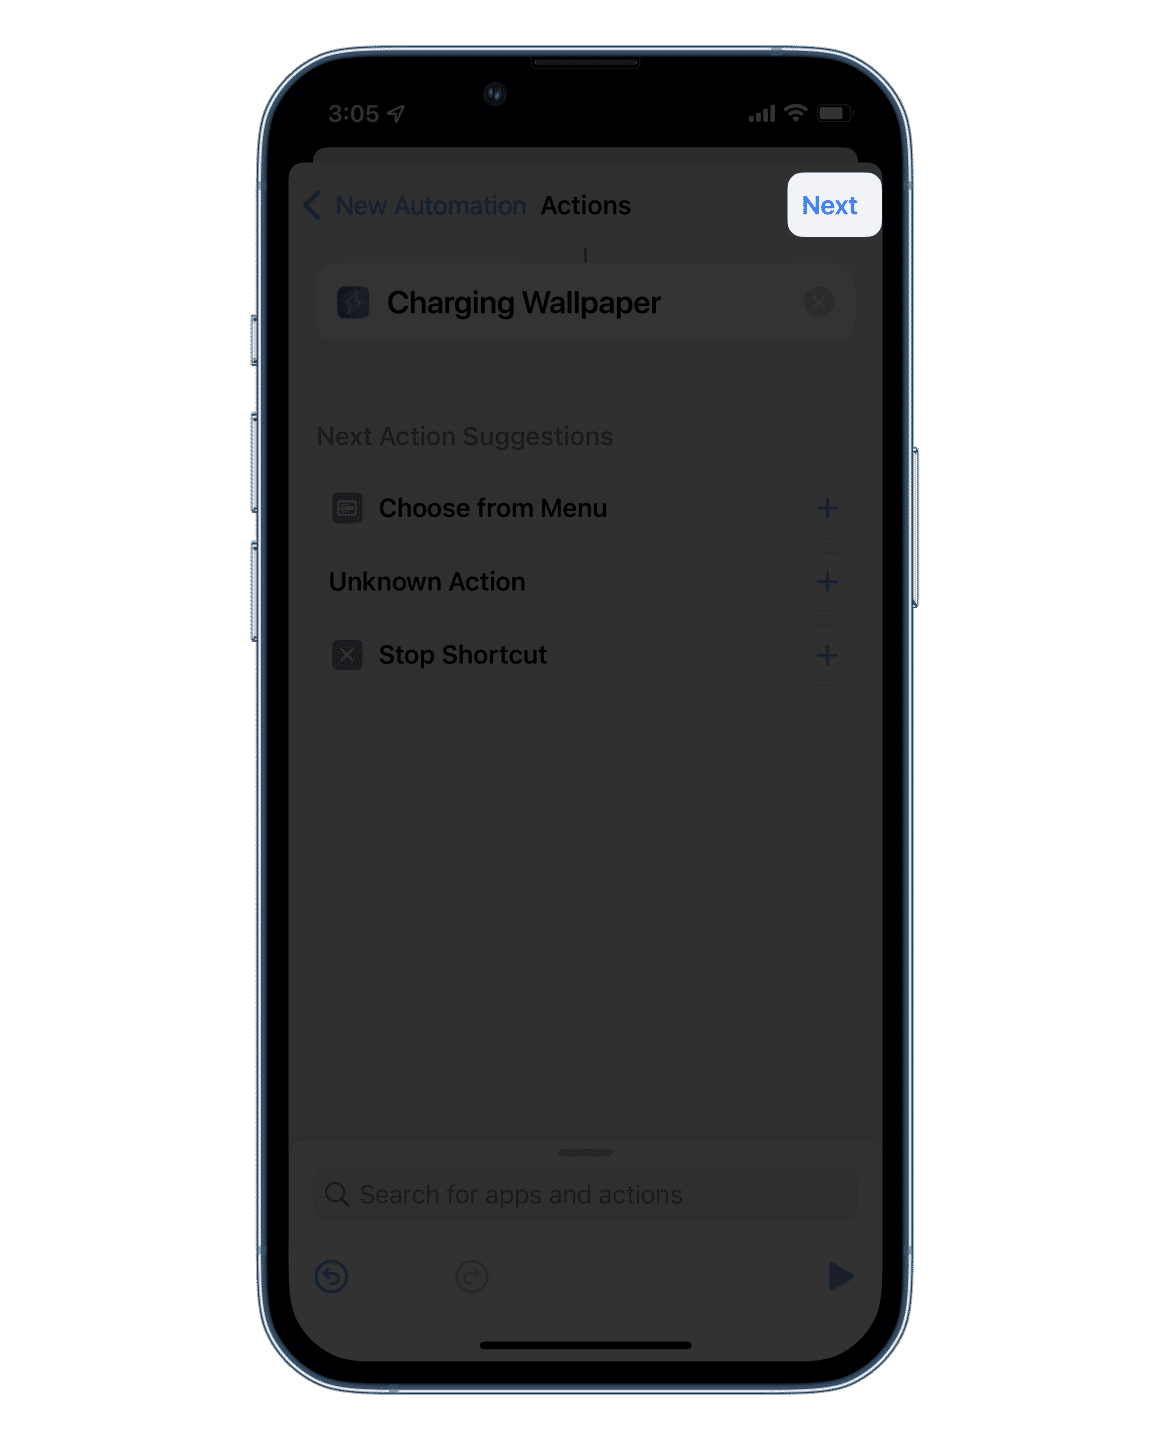 3:05
New Automation Actions Next
Charging Wallpaper
Next Action Suggestions
Choose from Menu
Unknown Action
Stop Shortcut
Search for apps and actions